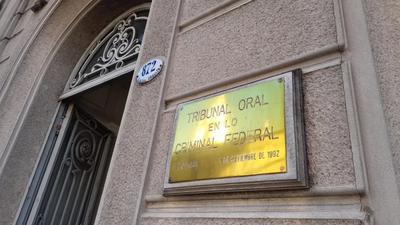 872
TRIBUNAL ORAL
EN LO
CRIMINAL FEDERAL
DE 1992